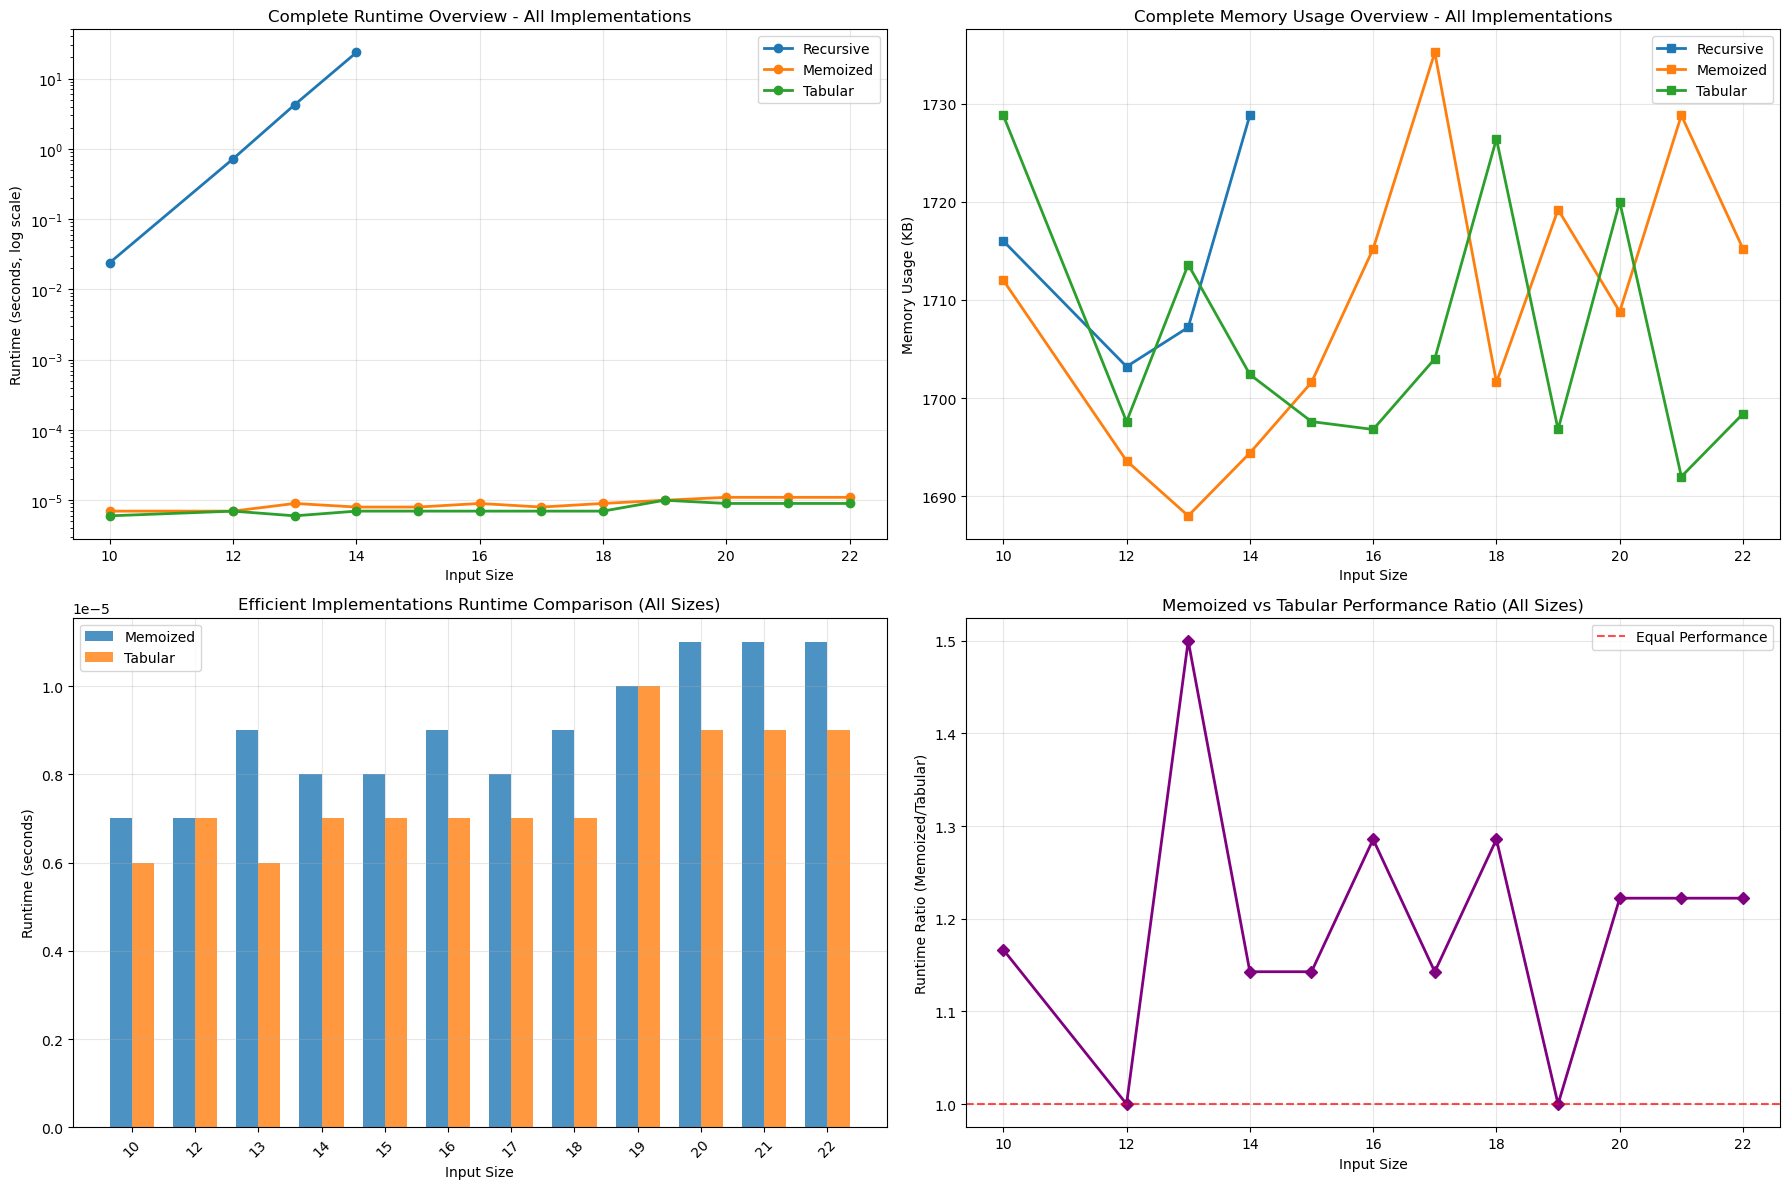 Complete Runtime Overview - All Implementations
Runtime (seconds, log scale)
10¹
10⁰
10⁻¹
10⁻²
10⁻³
10⁻⁴
10⁻⁵
Recursive
Memoized
Tabular
10 12 14 16 18 20 22
Input Size
Complete Memory Usage Overview - All Implementations
Memory Usage (KB)
1730
1720
1710
1700
1690
Recursive
Memoized
Tabular
10 12 14 16 18 20 22
Input Size
Efficient Implementations Runtime Comparison (All Sizes)
1e−5
Runtime (seconds)
1.0
0.8
0.6
0.4
0.2
0.0
Memoized
Tabular
10 12 13 14 15 16 17 18 19 20 21 22
Input Size
Memoized vs Tabular Performance Ratio (All Sizes)
Runtime Ratio (Memoized/Tabular)
1.5
1.4
1.3
1.2
1.1
1.0
Equal Performance
10 12 14 16 18 20 22
Input Size